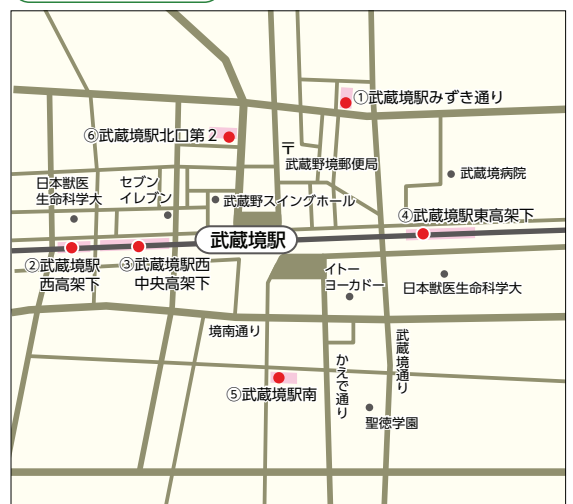 ①武蔵境駅みずき通り
⑥武蔵境駅北口第2
〒
武蔵野境郵便局
武蔵境病院
日本獣医
生命科学大
セブン
イレブン
武蔵野スイングホール
④武蔵境駅東高架下
武蔵境駅
②武蔵境駅
西高架下
③武蔵境駅西
中央高架下
イトー
ヨーカドー
日本獣医生命科学大
境南通り
武蔵境通り
かえで通り
⑤武蔵境駅南
聖徳学園